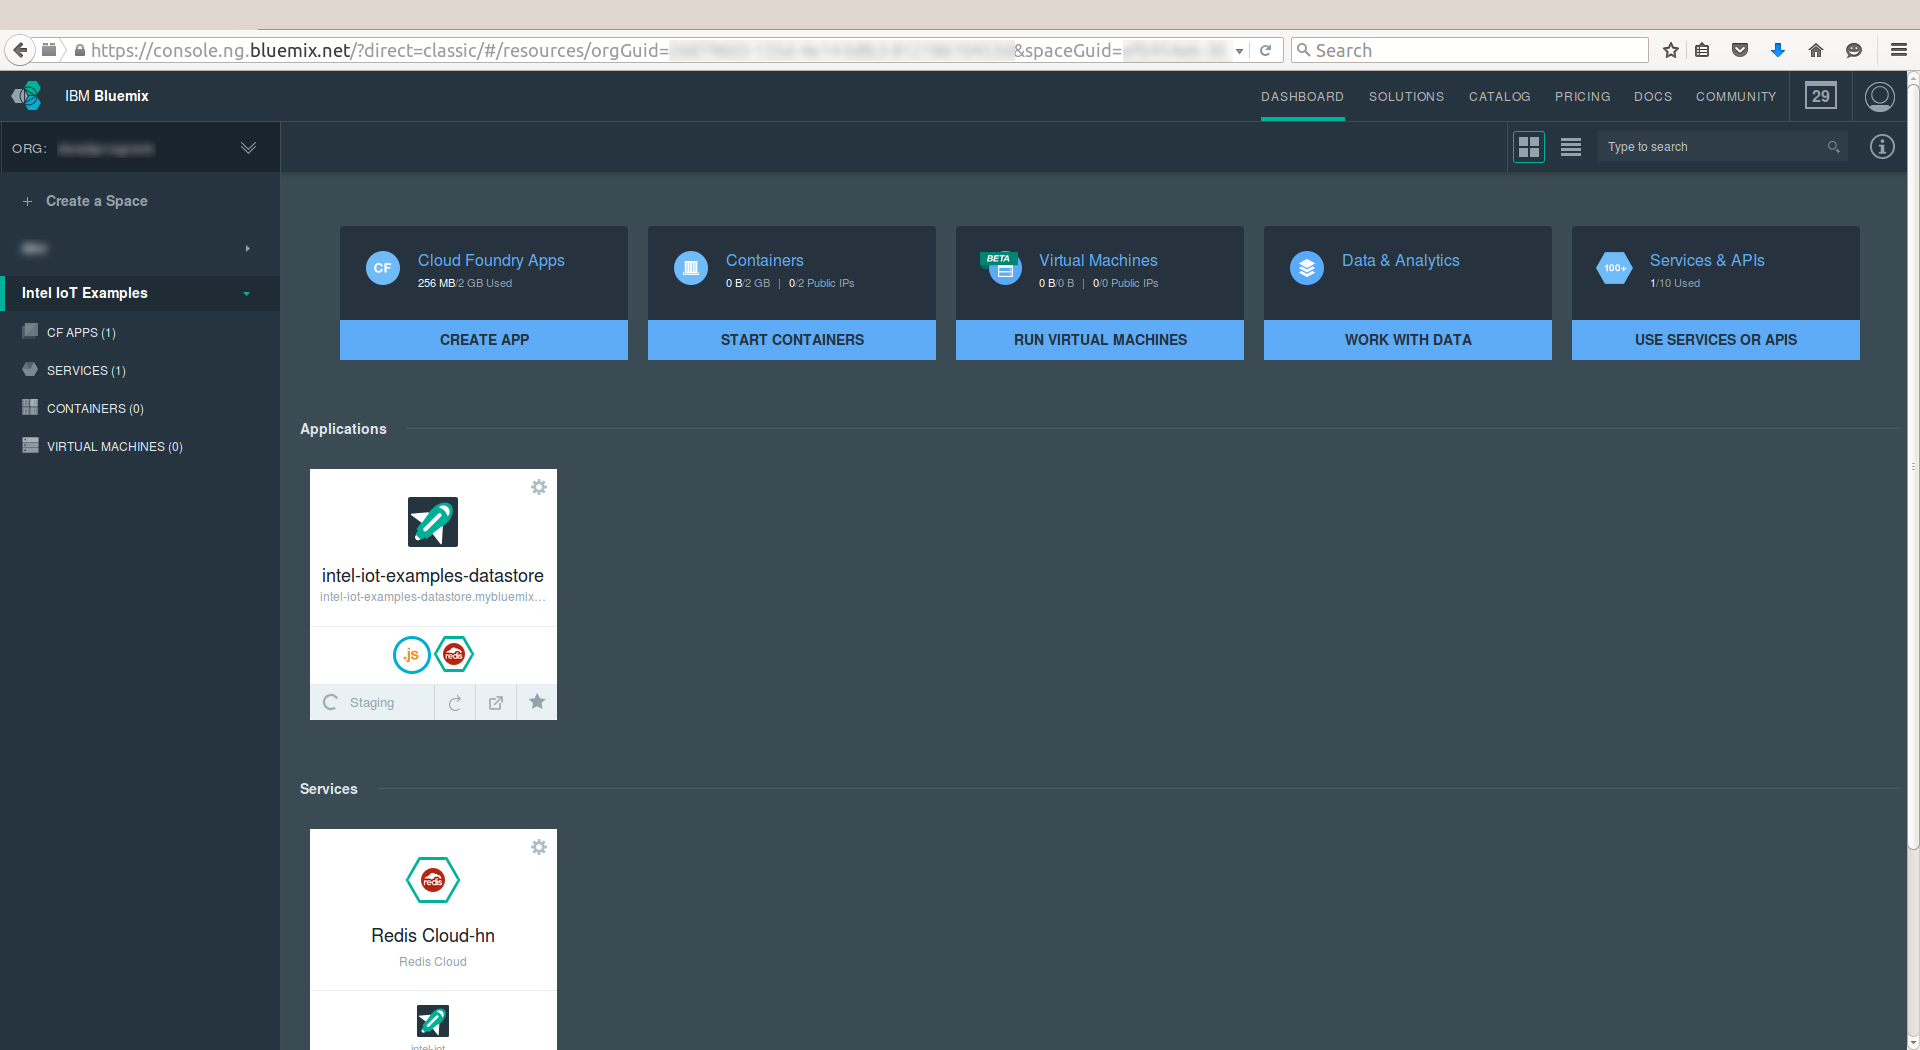 https://console.ng.bluemix.net/?direct=classic/#/resources/orgGuid= &spaceGuid=
Search
IBM Bluemix
DASHBOARD SOLUTIONS CATALOG PRICING DOCS COMMUNITY 29
ORG:
Type to search
Create a Space
Intel IoT Examples
CF APPS (1)
SERVICES (1)
CONTAINERS (0)
VIRTUAL MACHINES (0)
CF
Cloud Foundry Apps
256 MB/2 GB Used
CREATE APP
Containers
0 B/2 GB | 0/2 Public IPs
START CONTAINERS
BETA
Virtual Machines
0 B/0 B | 0/0 Public IPs
RUN VIRTUAL MACHINES
Data & Analytics
WORK WITH DATA
100+
Services & APIs
1/10 Used
USE SERVICES OR APIS
Applications
intel-iot-examples-datastore
intel-iot-examples-datastore.mybluemix...
.js
redis
Staging
Services
redis
Redis Cloud-hn
Redis Cloud
intel-iot